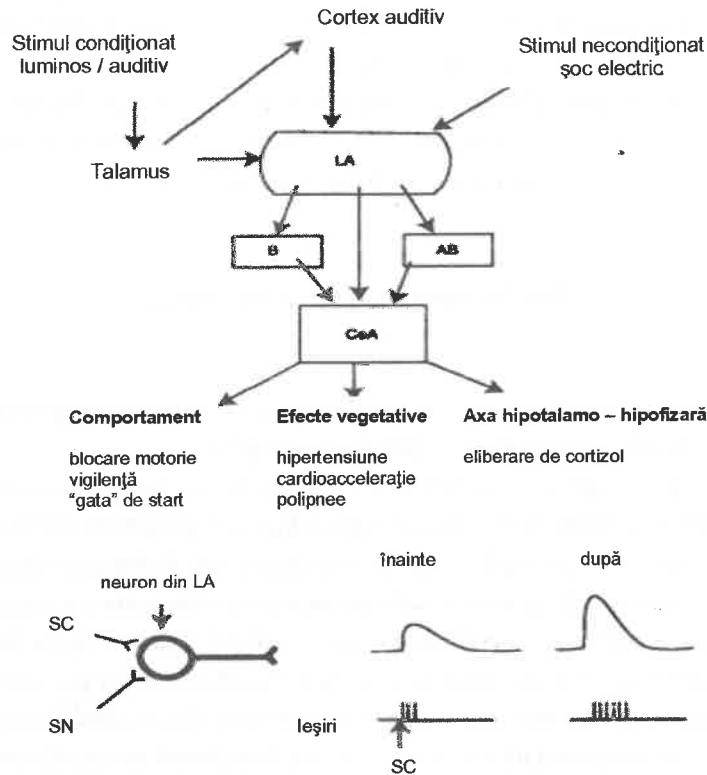 Cortex auditiv
Stimul condiţionat
luminos / auditiv
Stimul necondiţionat
şoc electric
Talamus
LA
B
AB
CeA
Comportament
blocare motorie
vigilenţă
"gata" de start
Efecte vegetative
hipertensiune
cardioacceleraţie
polipnee
Axa hipotalamo – hipofizară
eliberare de cortizol
neuron din LA
SC
SN
înainte
după
Ieşiri
SC